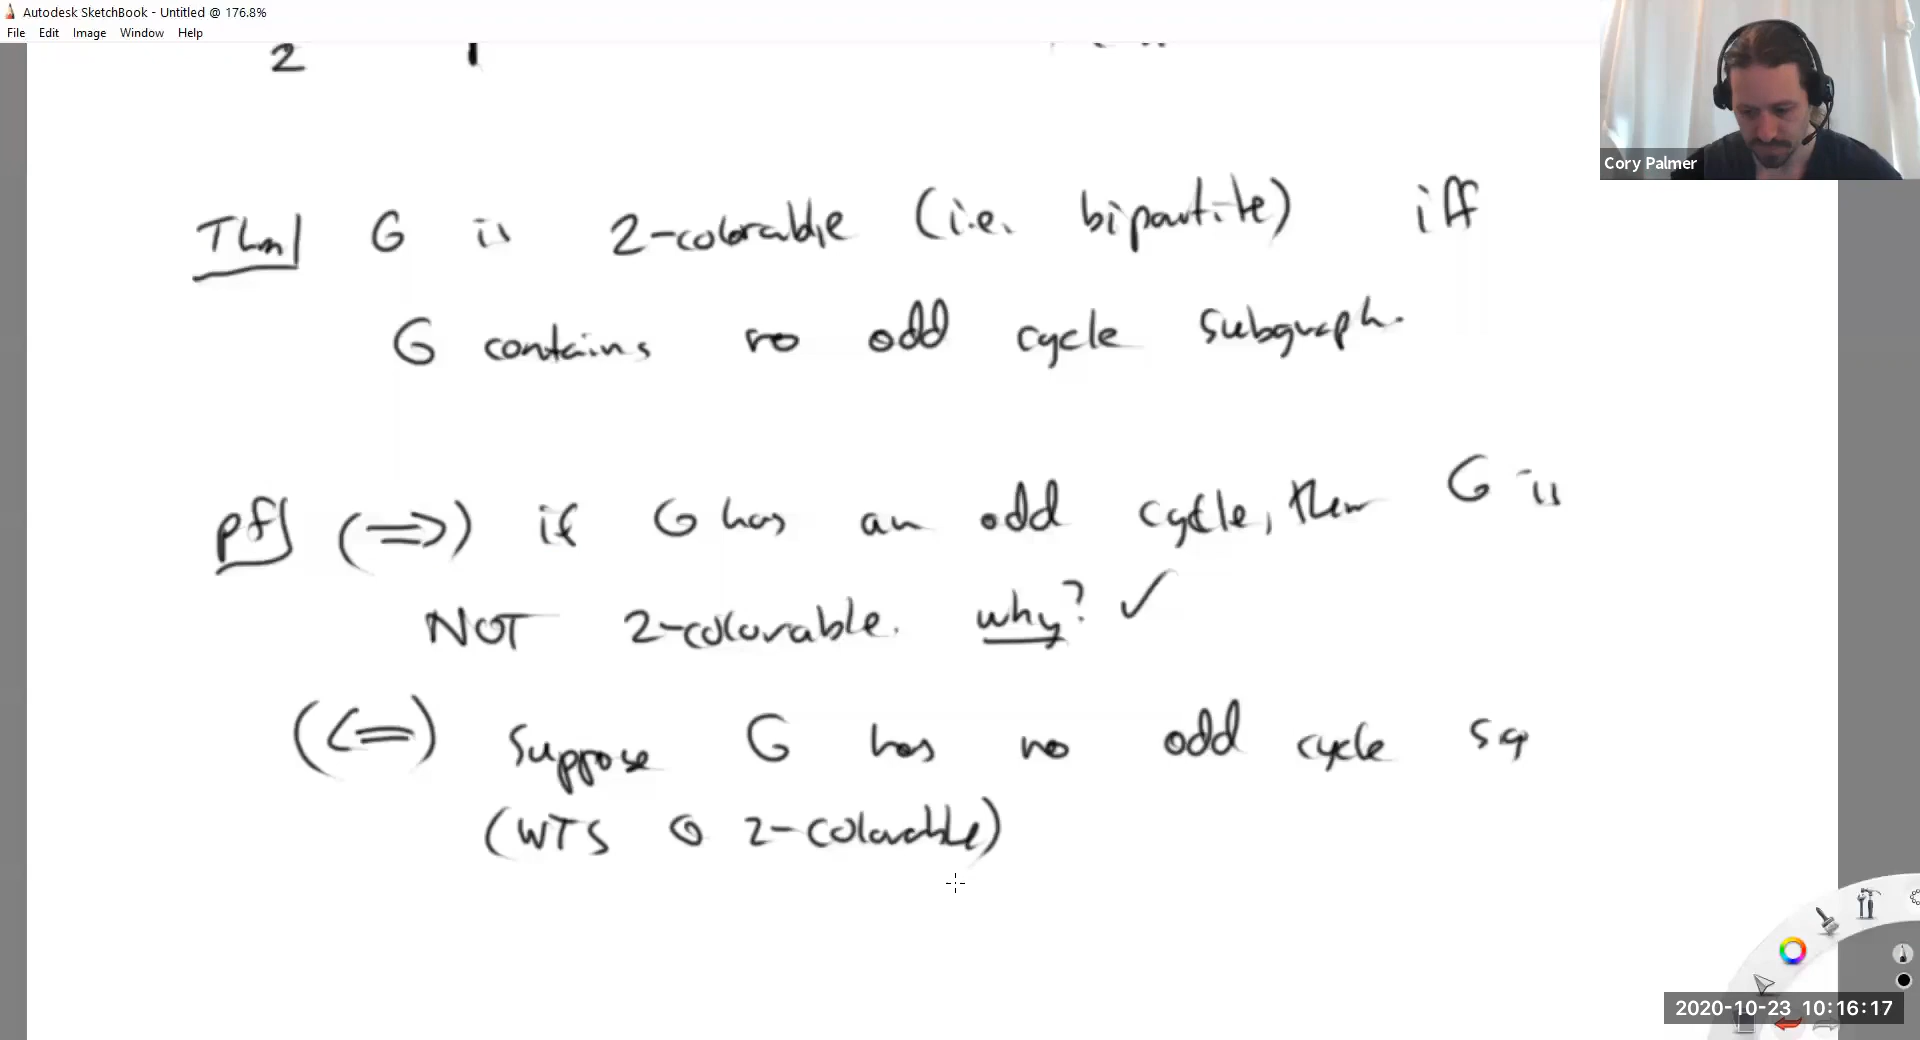 Autodesk SketchBook - Untitled @ 176.8%
File Edit Image Window Help
2 1
Cory Palmer
Thm G is 2-colorable (i.e. bipartite) iff
G contains no odd cycle subgraph.
pf (⇒) if G has an odd cycle, then G is
NOT 2-colorable. why? ✓
(⇐) Suppose G has no odd cycle sg
(WTS G 2-colorable)
2020-10-23 10:16:17